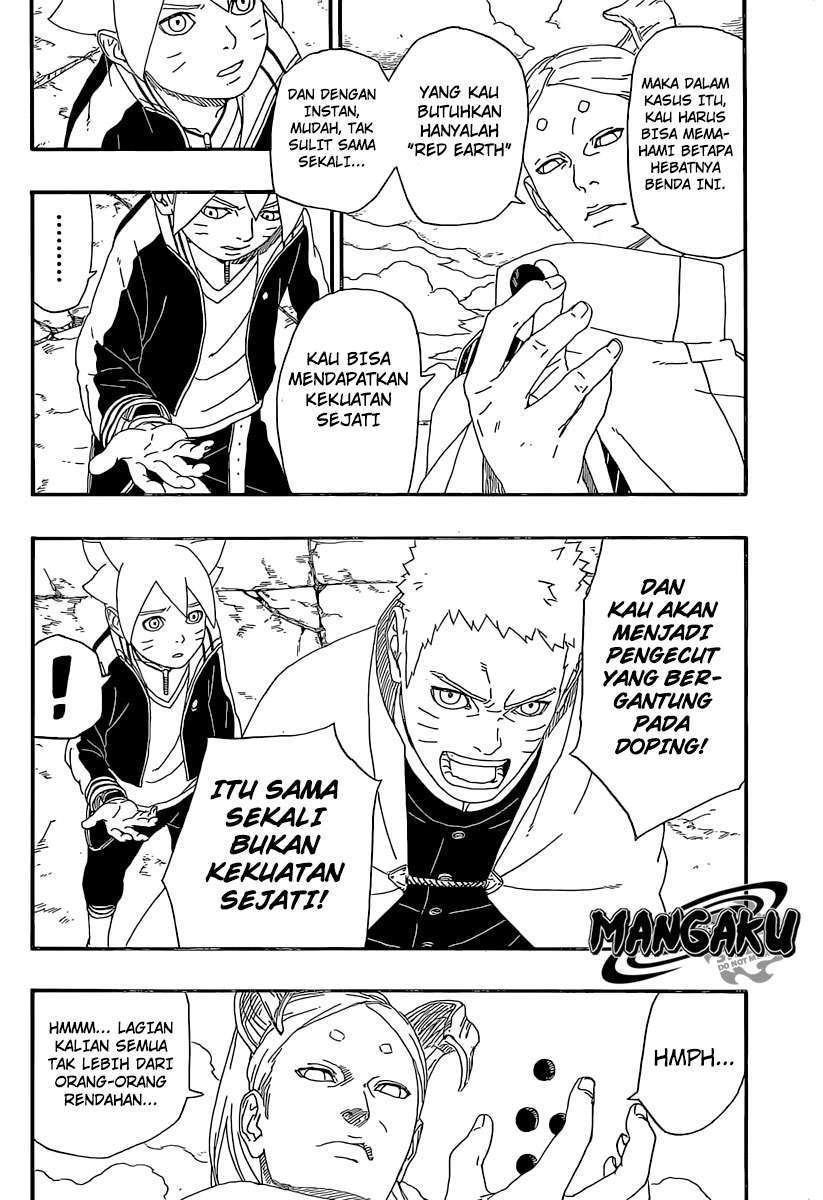 MAKA DALAM
KASUS ITU,
KAU HARUS
BISA MEMA-
HAMI BETAPA
HEBATNYA
BENDA INI.
YANG KAU
BUTUHKAN
HANYALAH
"RED EARTH"
DAN DENGAN
INSTAN,
MUDAH, TAK
SULIT SAMA
SEKALI...
KAU BISA
MENDAPATKAN
KEKUATAN
SEJATI
.........
DAN
KAU AKAN
MENJADI
PENGECUT
YANG BER-
GANTUNG
PADA
DOPING!
ITU SAMA
SEKALI
BUKAN
KEKUATAN
SEJATI!
!
MANGAKU
HMPH...
HMMM... LAGIAN
KALIAN SEMUA
TAK LEBIH DARI
ORANG-ORANG
RENDAHAN...